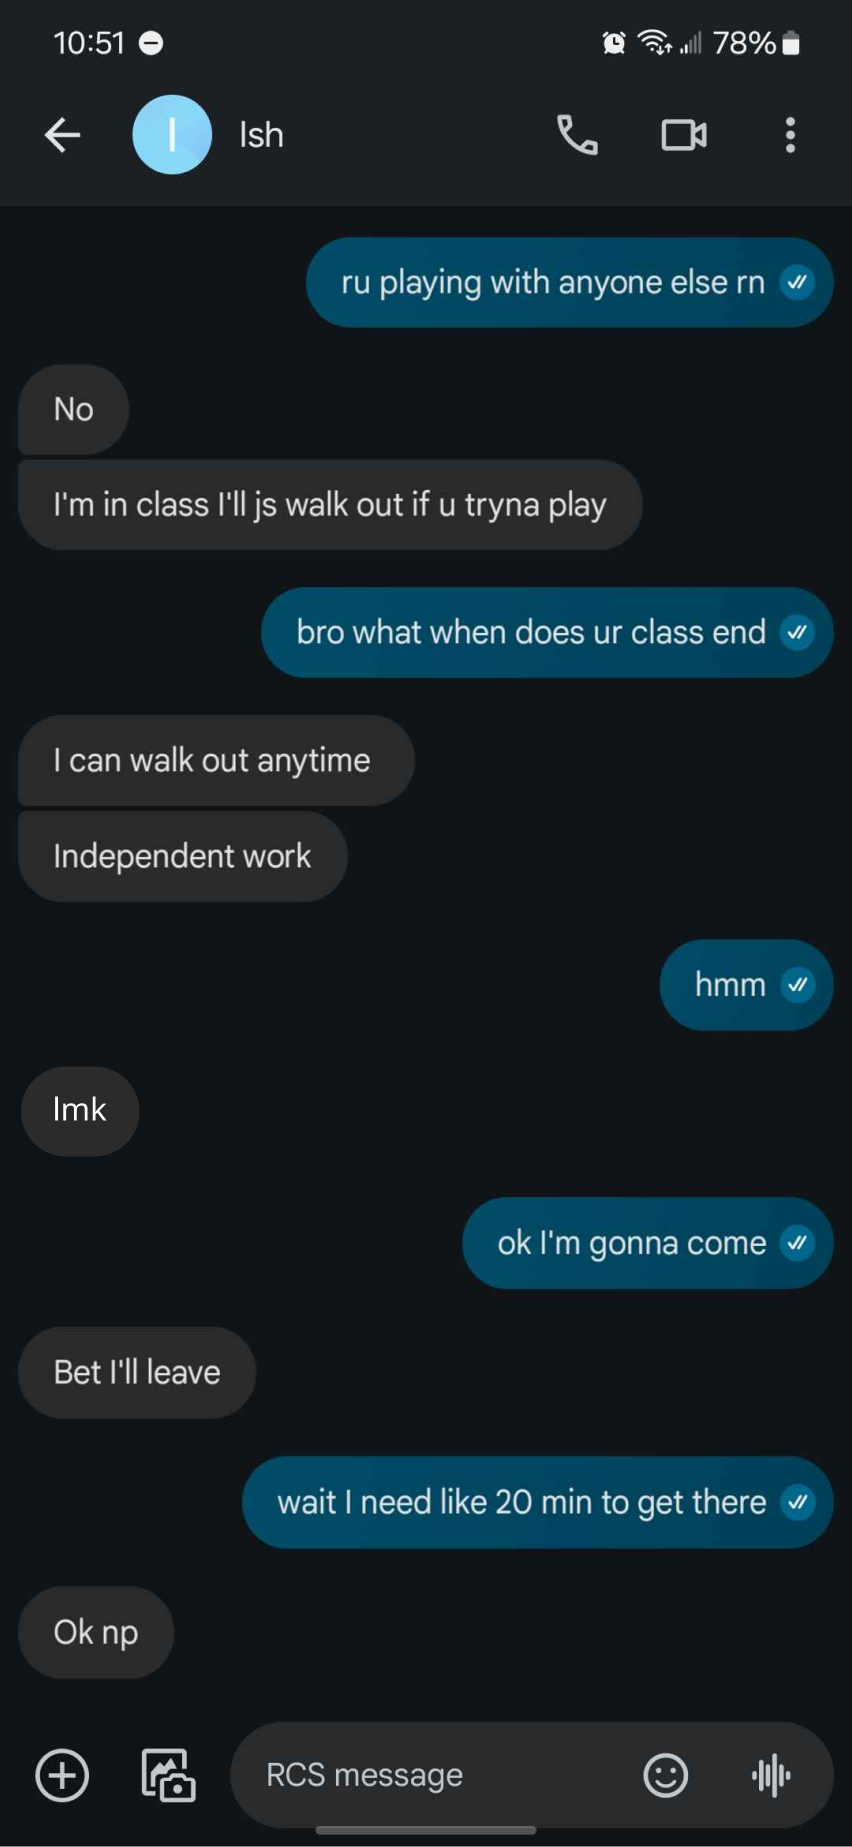 10:51
78%
I
Ish
ru playing with anyone else rn
No
I'm in class I'll js walk out if u tryna play
bro what when does ur class end
I can walk out anytime
Independent work
hmm
lmk
ok I'm gonna come
Bet I'll leave
wait I need like 20 min to get there
Ok np
RCS message